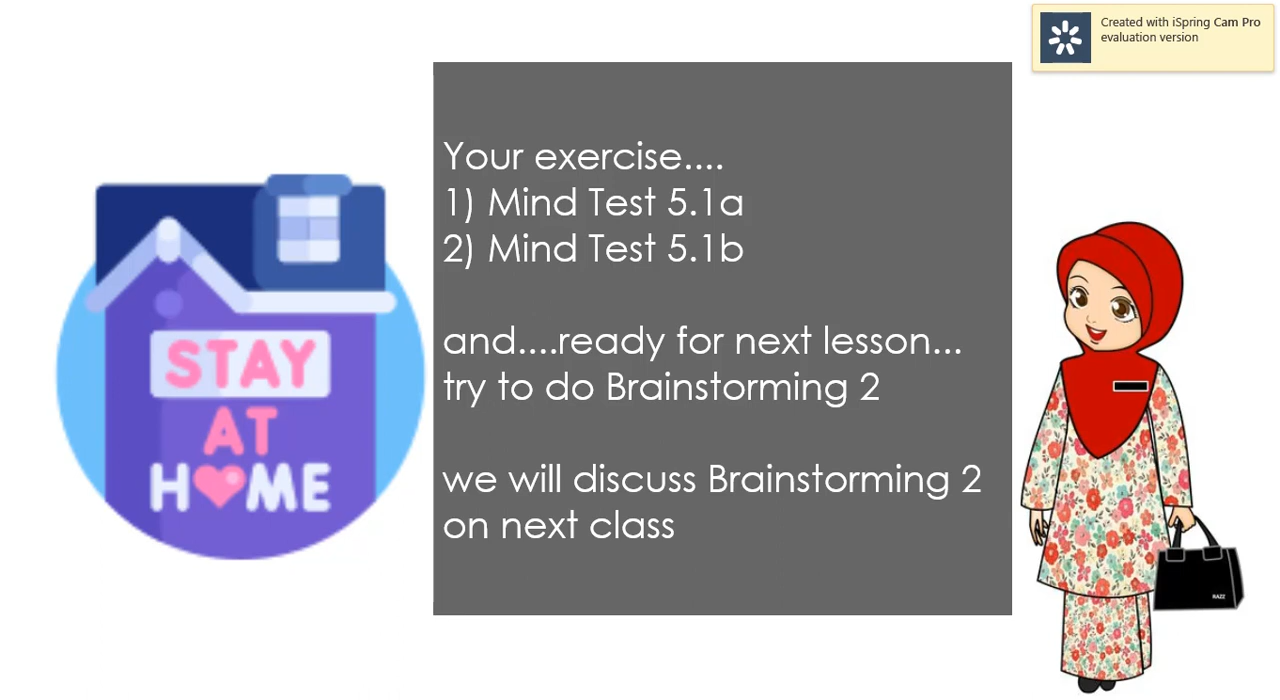 Created with iSpring Cam Pro
evaluation version
Your exercise....
1) Mind Test 5.1a
2) Mind Test 5.1b
and....ready for next lesson...
try to do Brainstorming 2
we will discuss Brainstorming 2
on next class
STAY
AT
HOME
RAZZ